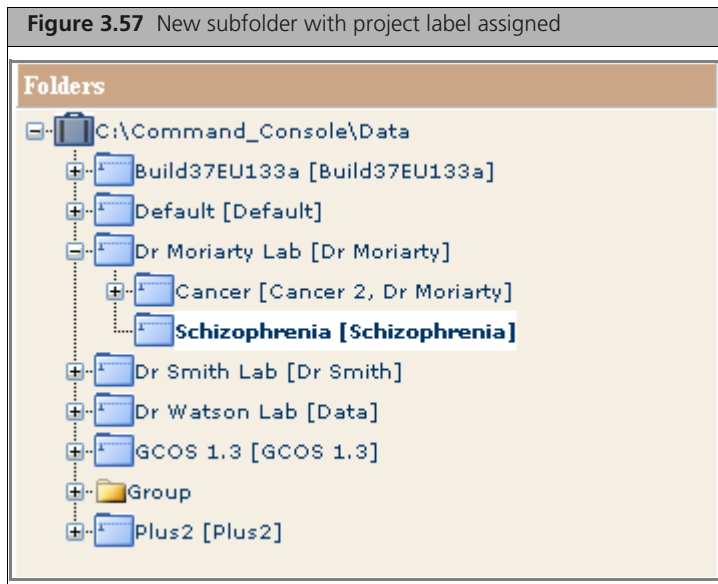 Figure 3.57 New subfolder with project label assigned
Folders
C:\Command_Console\Data
Build37EU133a [Build37EU133a]
Default [Default]
Dr Moriarty Lab [Dr Moriarty]
Cancer [Cancer 2, Dr Moriarty]
Schizophrenia [Schizophrenia]
Dr Smith Lab [Dr Smith]
Dr Watson Lab [Data]
GCOS 1.3 [GCOS 1.3]
Group
Plus2 [Plus2]